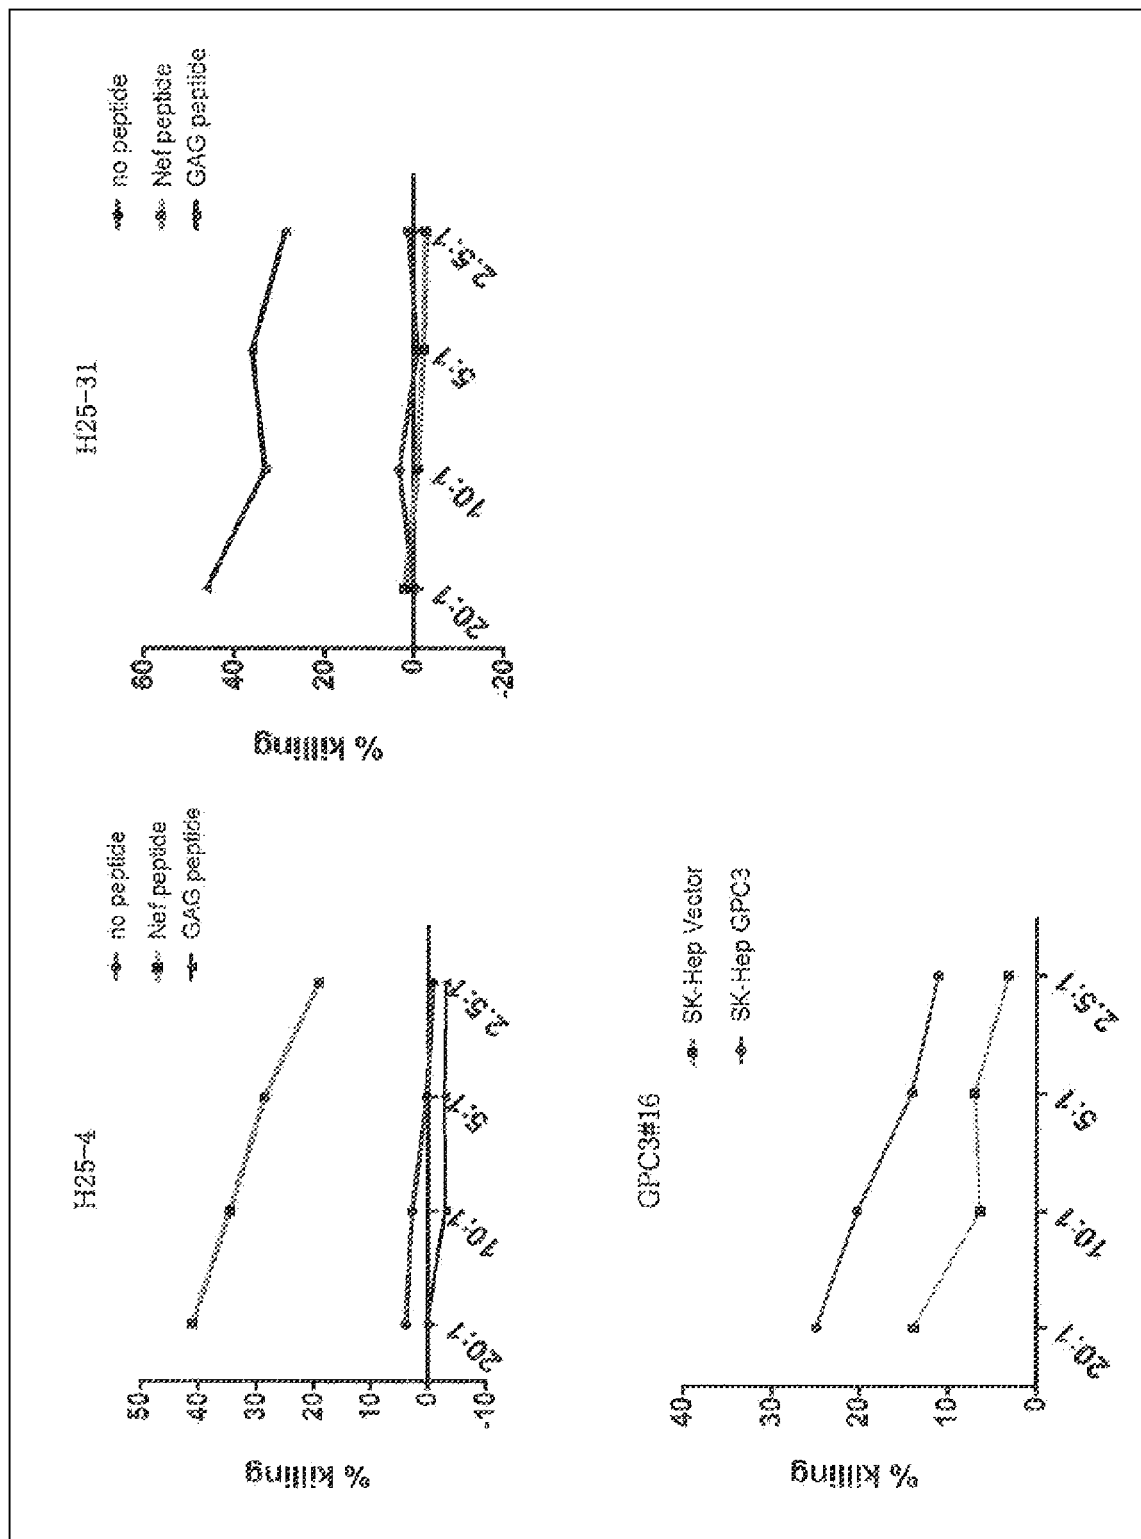 H25-4
no peptide
Nef peptide
GAG peptide
% killing
50
40
30
20
10
0
-10
20:1
10:1
5:1
2.5:1
H25-31
no peptide
Nef peptide
GAG peptide
% killing
60
40
20
0
-20
20:1
10:1
5:1
2.5:1
GPC3#16
SK-Hep Vector
SK-Hep GPC3
% killing
40
30
20
10
0
20:1
10:1
5:1
2.5:1